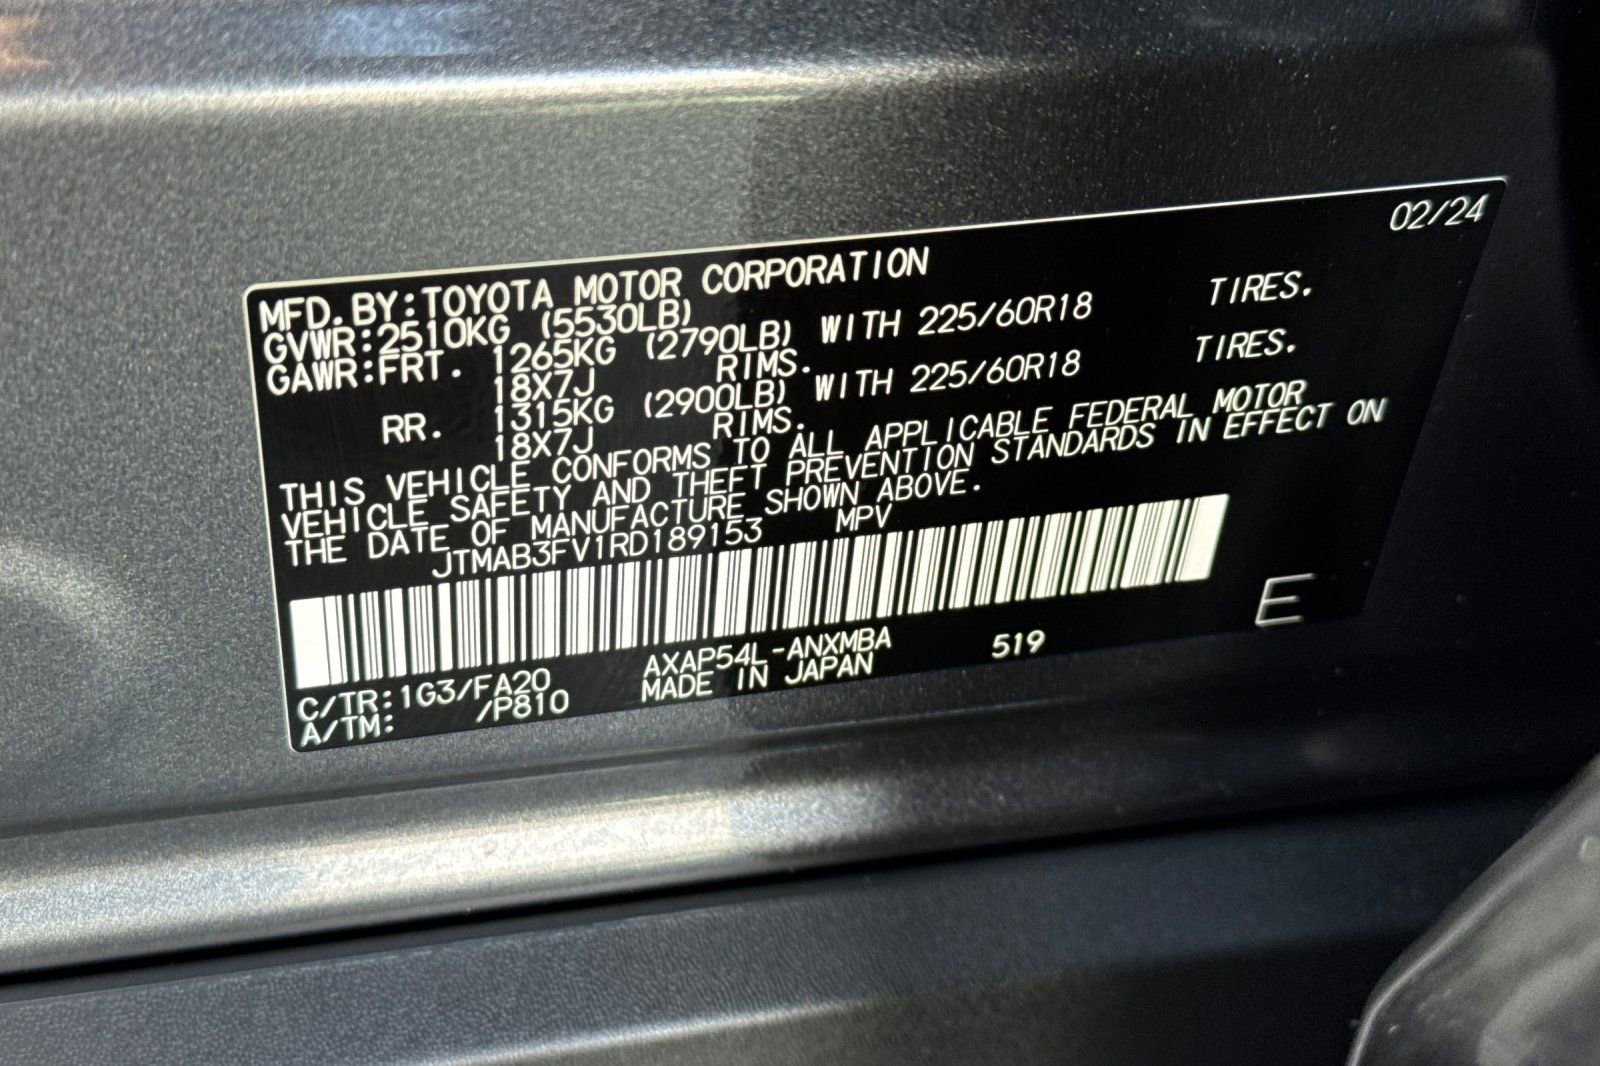 02/24
MFD.BY:TOYOTA MOTOR CORPORATION
GVWR:2510KG (5530LB)
GAWR:FRT. 1265KG (2790LB) WITH 225/60R18 TIRES.
18X7J RIMS.
RR. 1315KG (2900LB) WITH 225/60R18 TIRES.
18X7J RIMS.
THIS VEHICLE CONFORMS TO ALL APPLICABLE FEDERAL MOTOR
VEHICLE SAFETY AND THEFT PREVENTION STANDARDS IN EFFECT ON
THE DATE OF MANUFACTURE SHOWN ABOVE.
JTMAB3FV1RD189153 MPV
E
C/TR:1G3/FA20 AXAP54L-ANXMBA 519
A/TM: /P810 MADE IN JAPAN